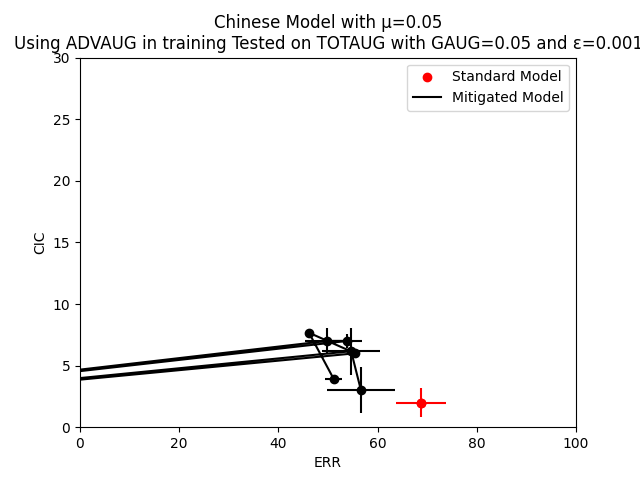 Chinese Model with μ=0.05
Using ADVAUG in training Tested on TOTAUG with GAUG=0.05 and ε=0.001
Standard Model
Mitigated Model
CIC
30
25
20
15
10
5
0
0 20 40 60 80 100
ERR